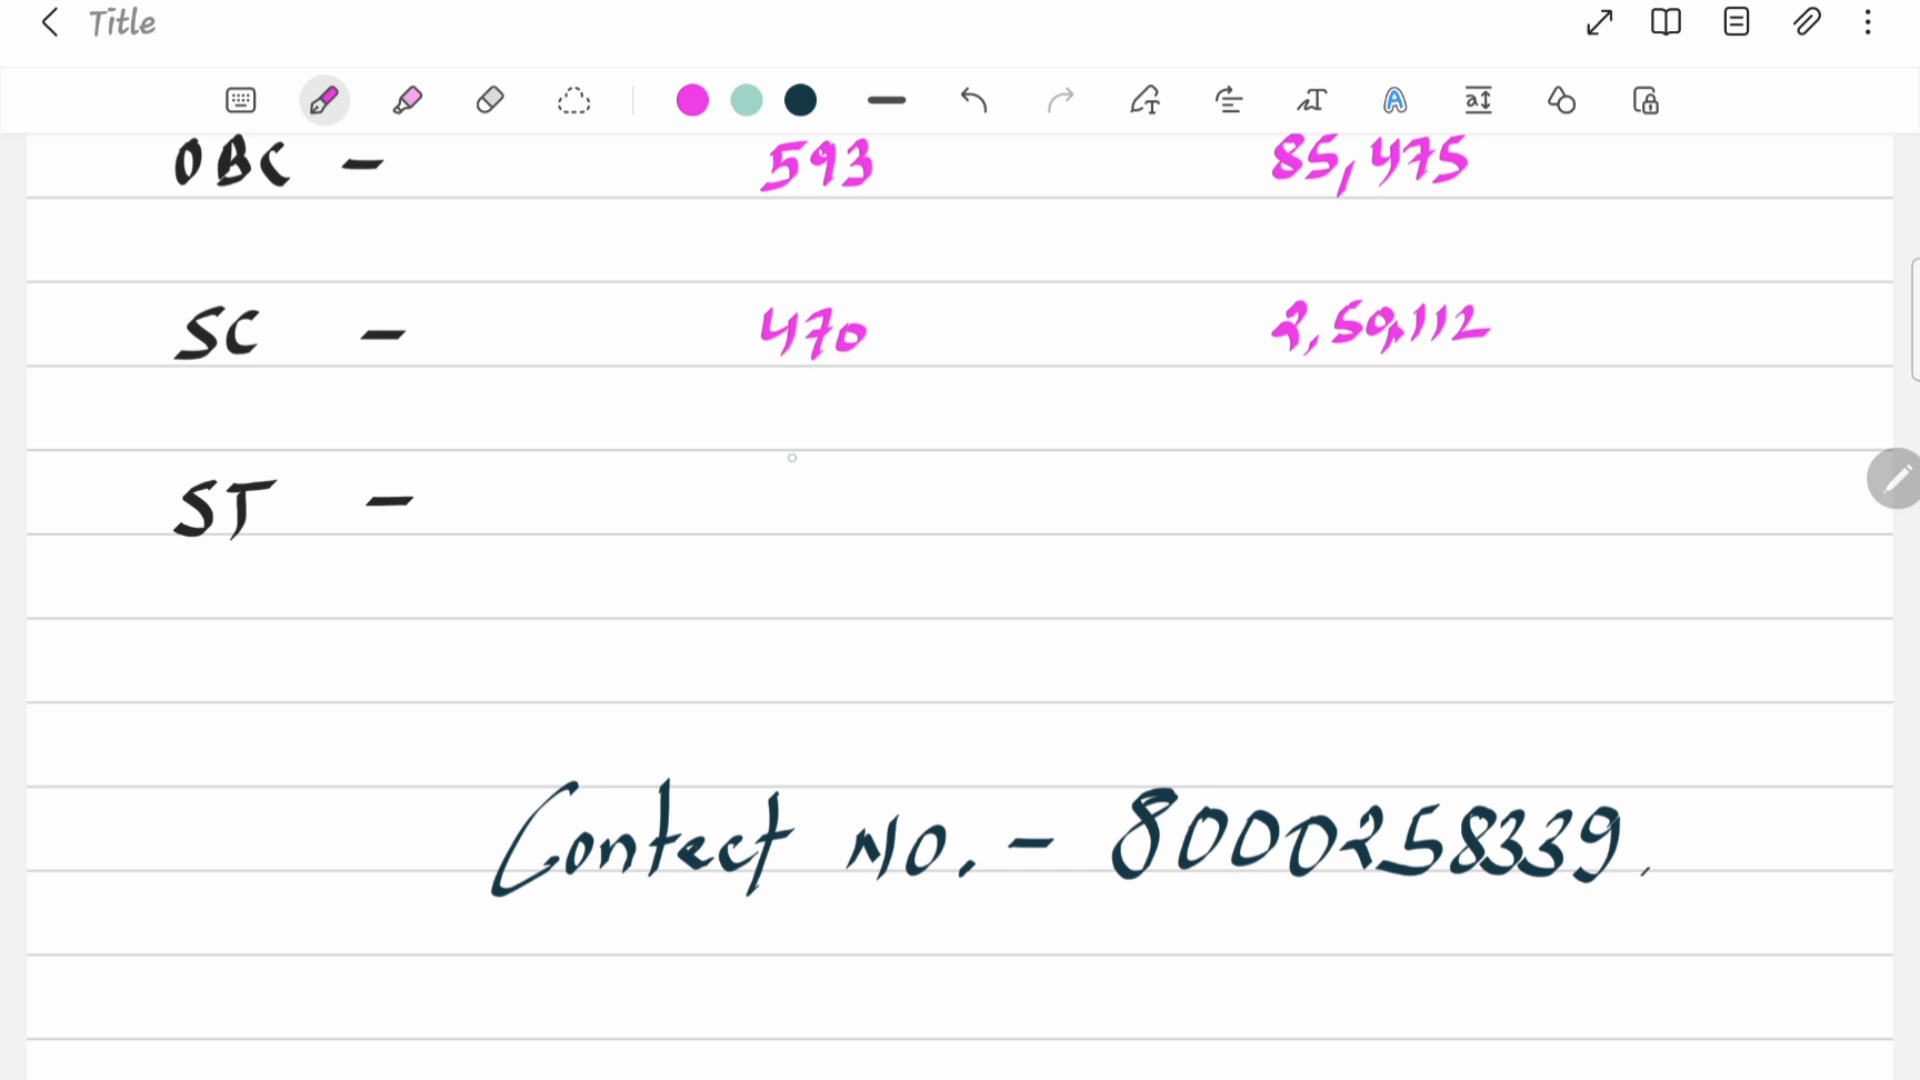 Title
OBC - 593 85,475
SC - 470 2,50,112
ST -
Contect No. - 8000258339.